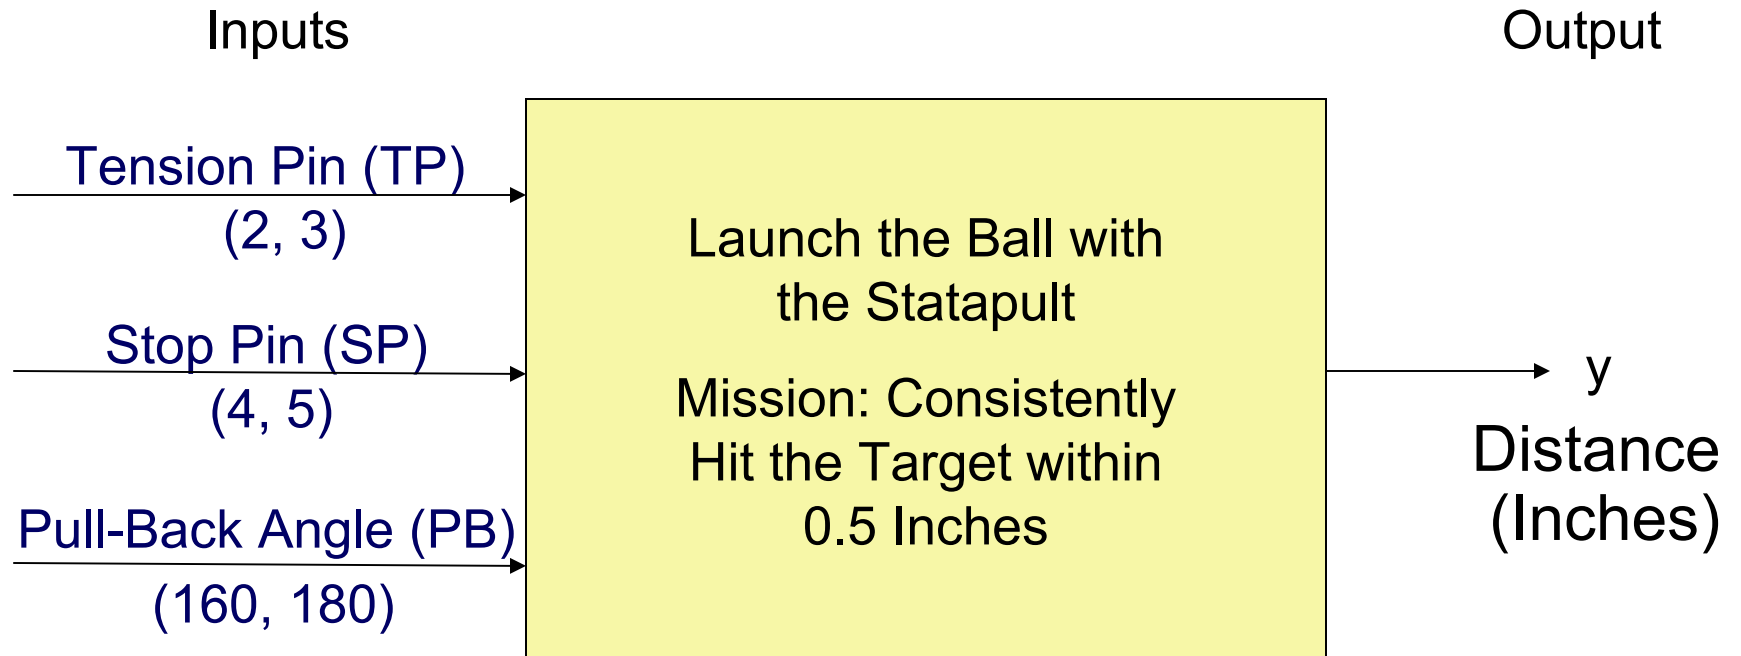 Inputs
Output
Tension Pin (TP)
(2, 3)
Stop Pin (SP)
(4, 5)
Pull-Back Angle (PB)
(160, 180)
Launch the Ball with
the Statapult
Mission: Consistently
Hit the Target within
0.5 Inches
y
Distance
(Inches)